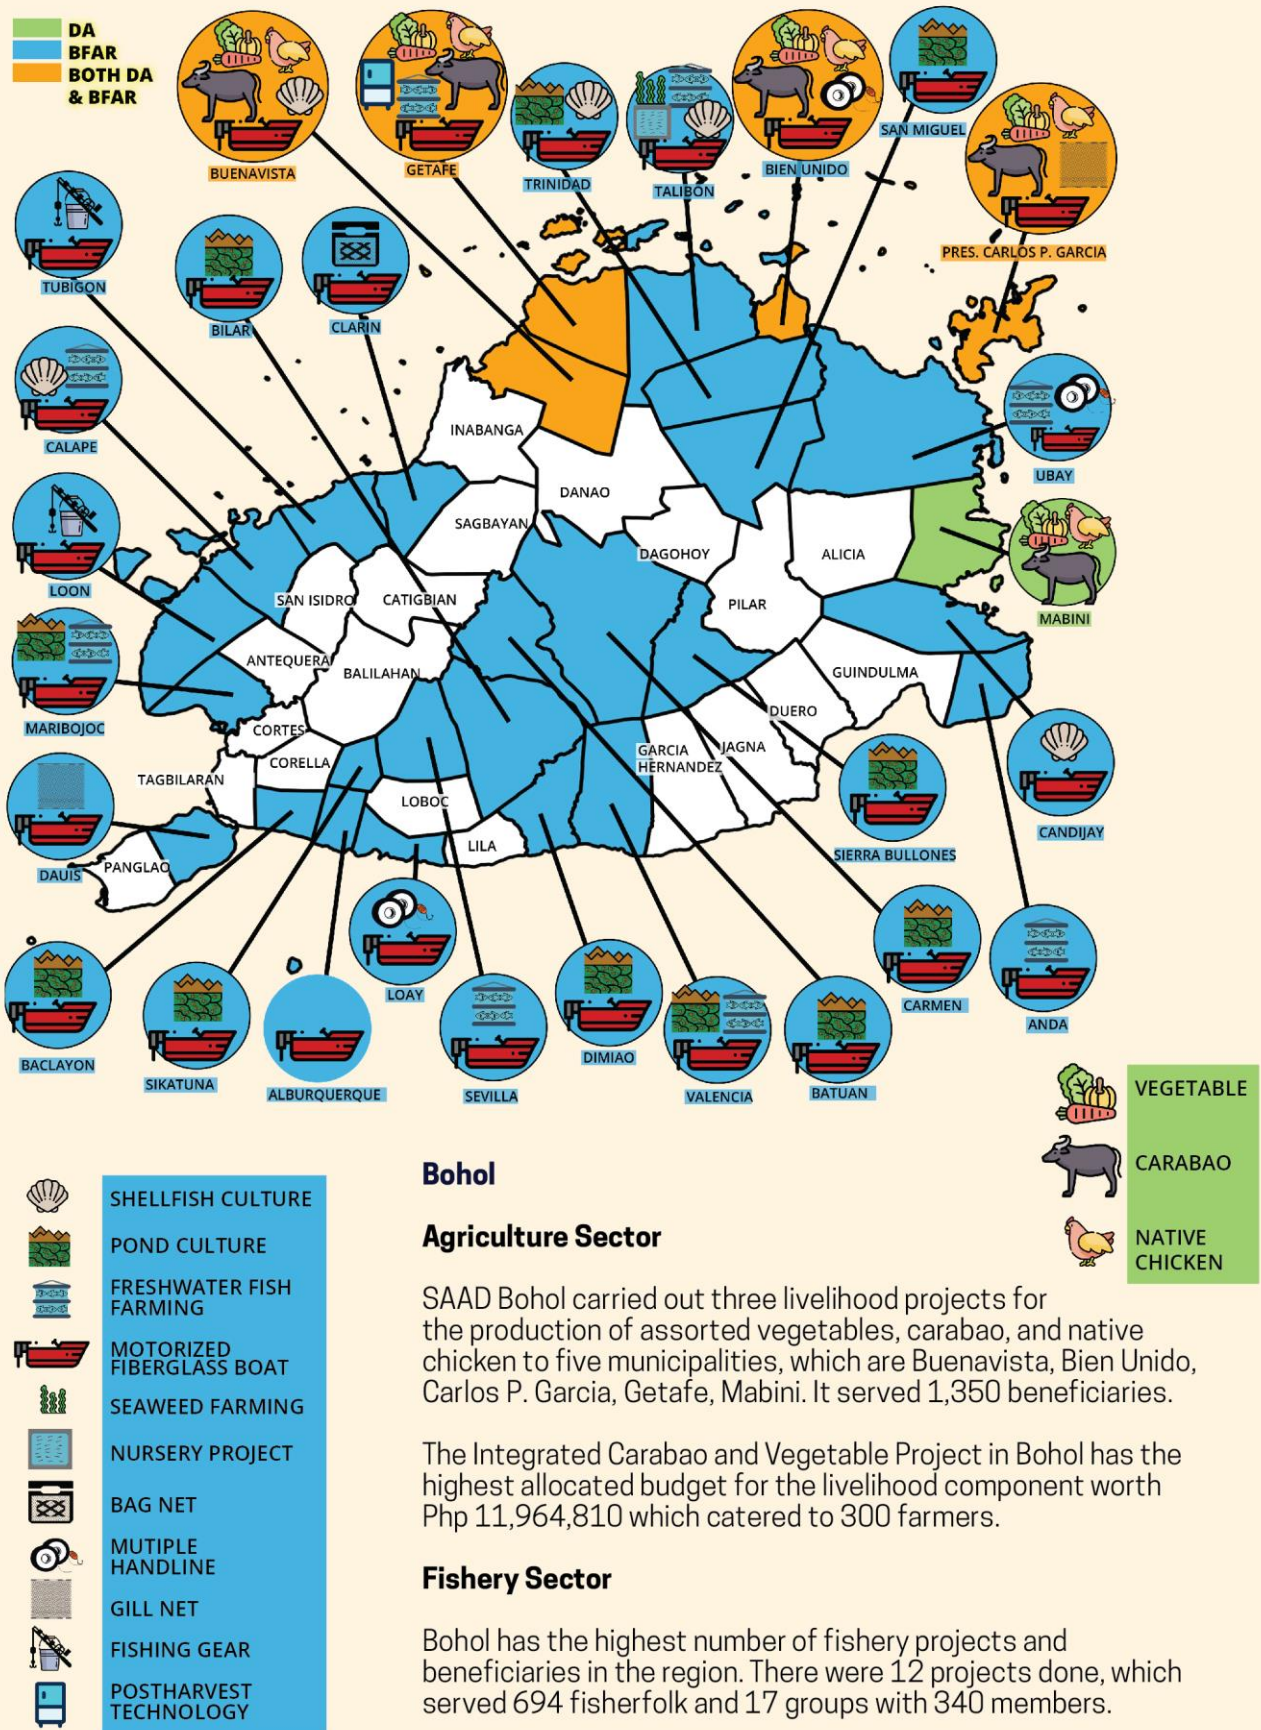 DA
BFAR
BOTH DA
& BFAR
BUENAVISTA
GETAFE
TRINIDAD
TALIBON
BIEN UNIDO
SAN MIGUEL
PRES. CARLOS P. GARCIA
TUBIGON
BILAR
CLARIN
CALAPE
LOON
MARIBOJOC
DAUIS
UBAY
MABINI
INABANGA
DANAO
SAGBAYAN
DAGOHOY
ALICIA
SAN ISIDRO
CATIGBIAN
PILAR
ANTEQUERA
BALILAHAN
GUINDULMA
DUERO
CORTES
CORELLA
GARCIA
HERNANDEZ
JAGNA
TAGBILARAN
LOBOC
LILA
PANGLAO
CANDIJAY
SIERRA BULLONES
CARMEN
ANDA
LOAY
BACLAYON
SIKATUNA
ALBURQUERQUE
SEVILLA
DIMIAO
VALENCIA
BATUAN
VEGETABLE
CARABAO
NATIVE
CHICKEN
SHELLFISH CULTURE
POND CULTURE
FRESHWATER FISH
FARMING
MOTORIZED
FIBERGLASS BOAT
SEAWEED FARMING
NURSERY PROJECT
BAG NET
MUTIPLE
HANDLINE
GILL NET
FISHING GEAR
POSTHARVEST
TECHNOLOGY
Bohol
Agriculture Sector
SAAD Bohol carried out three livelihood projects for
the production of assorted vegetables, carabao, and native
chicken to five municipalities, which are Buenavista, Bien Unido,
Carlos P. Garcia, Getafe, Mabini. It served 1,350 beneficiaries.
The Integrated Carabao and Vegetable Project in Bohol has the
highest allocated budget for the livelihood component worth
Php 11,964,810 which catered to 300 farmers.
Fishery Sector
Bohol has the highest number of fishery projects and
beneficiaries in the region. There were 12 projects done, which
served 694 fisherfolk and 17 groups with 340 members.